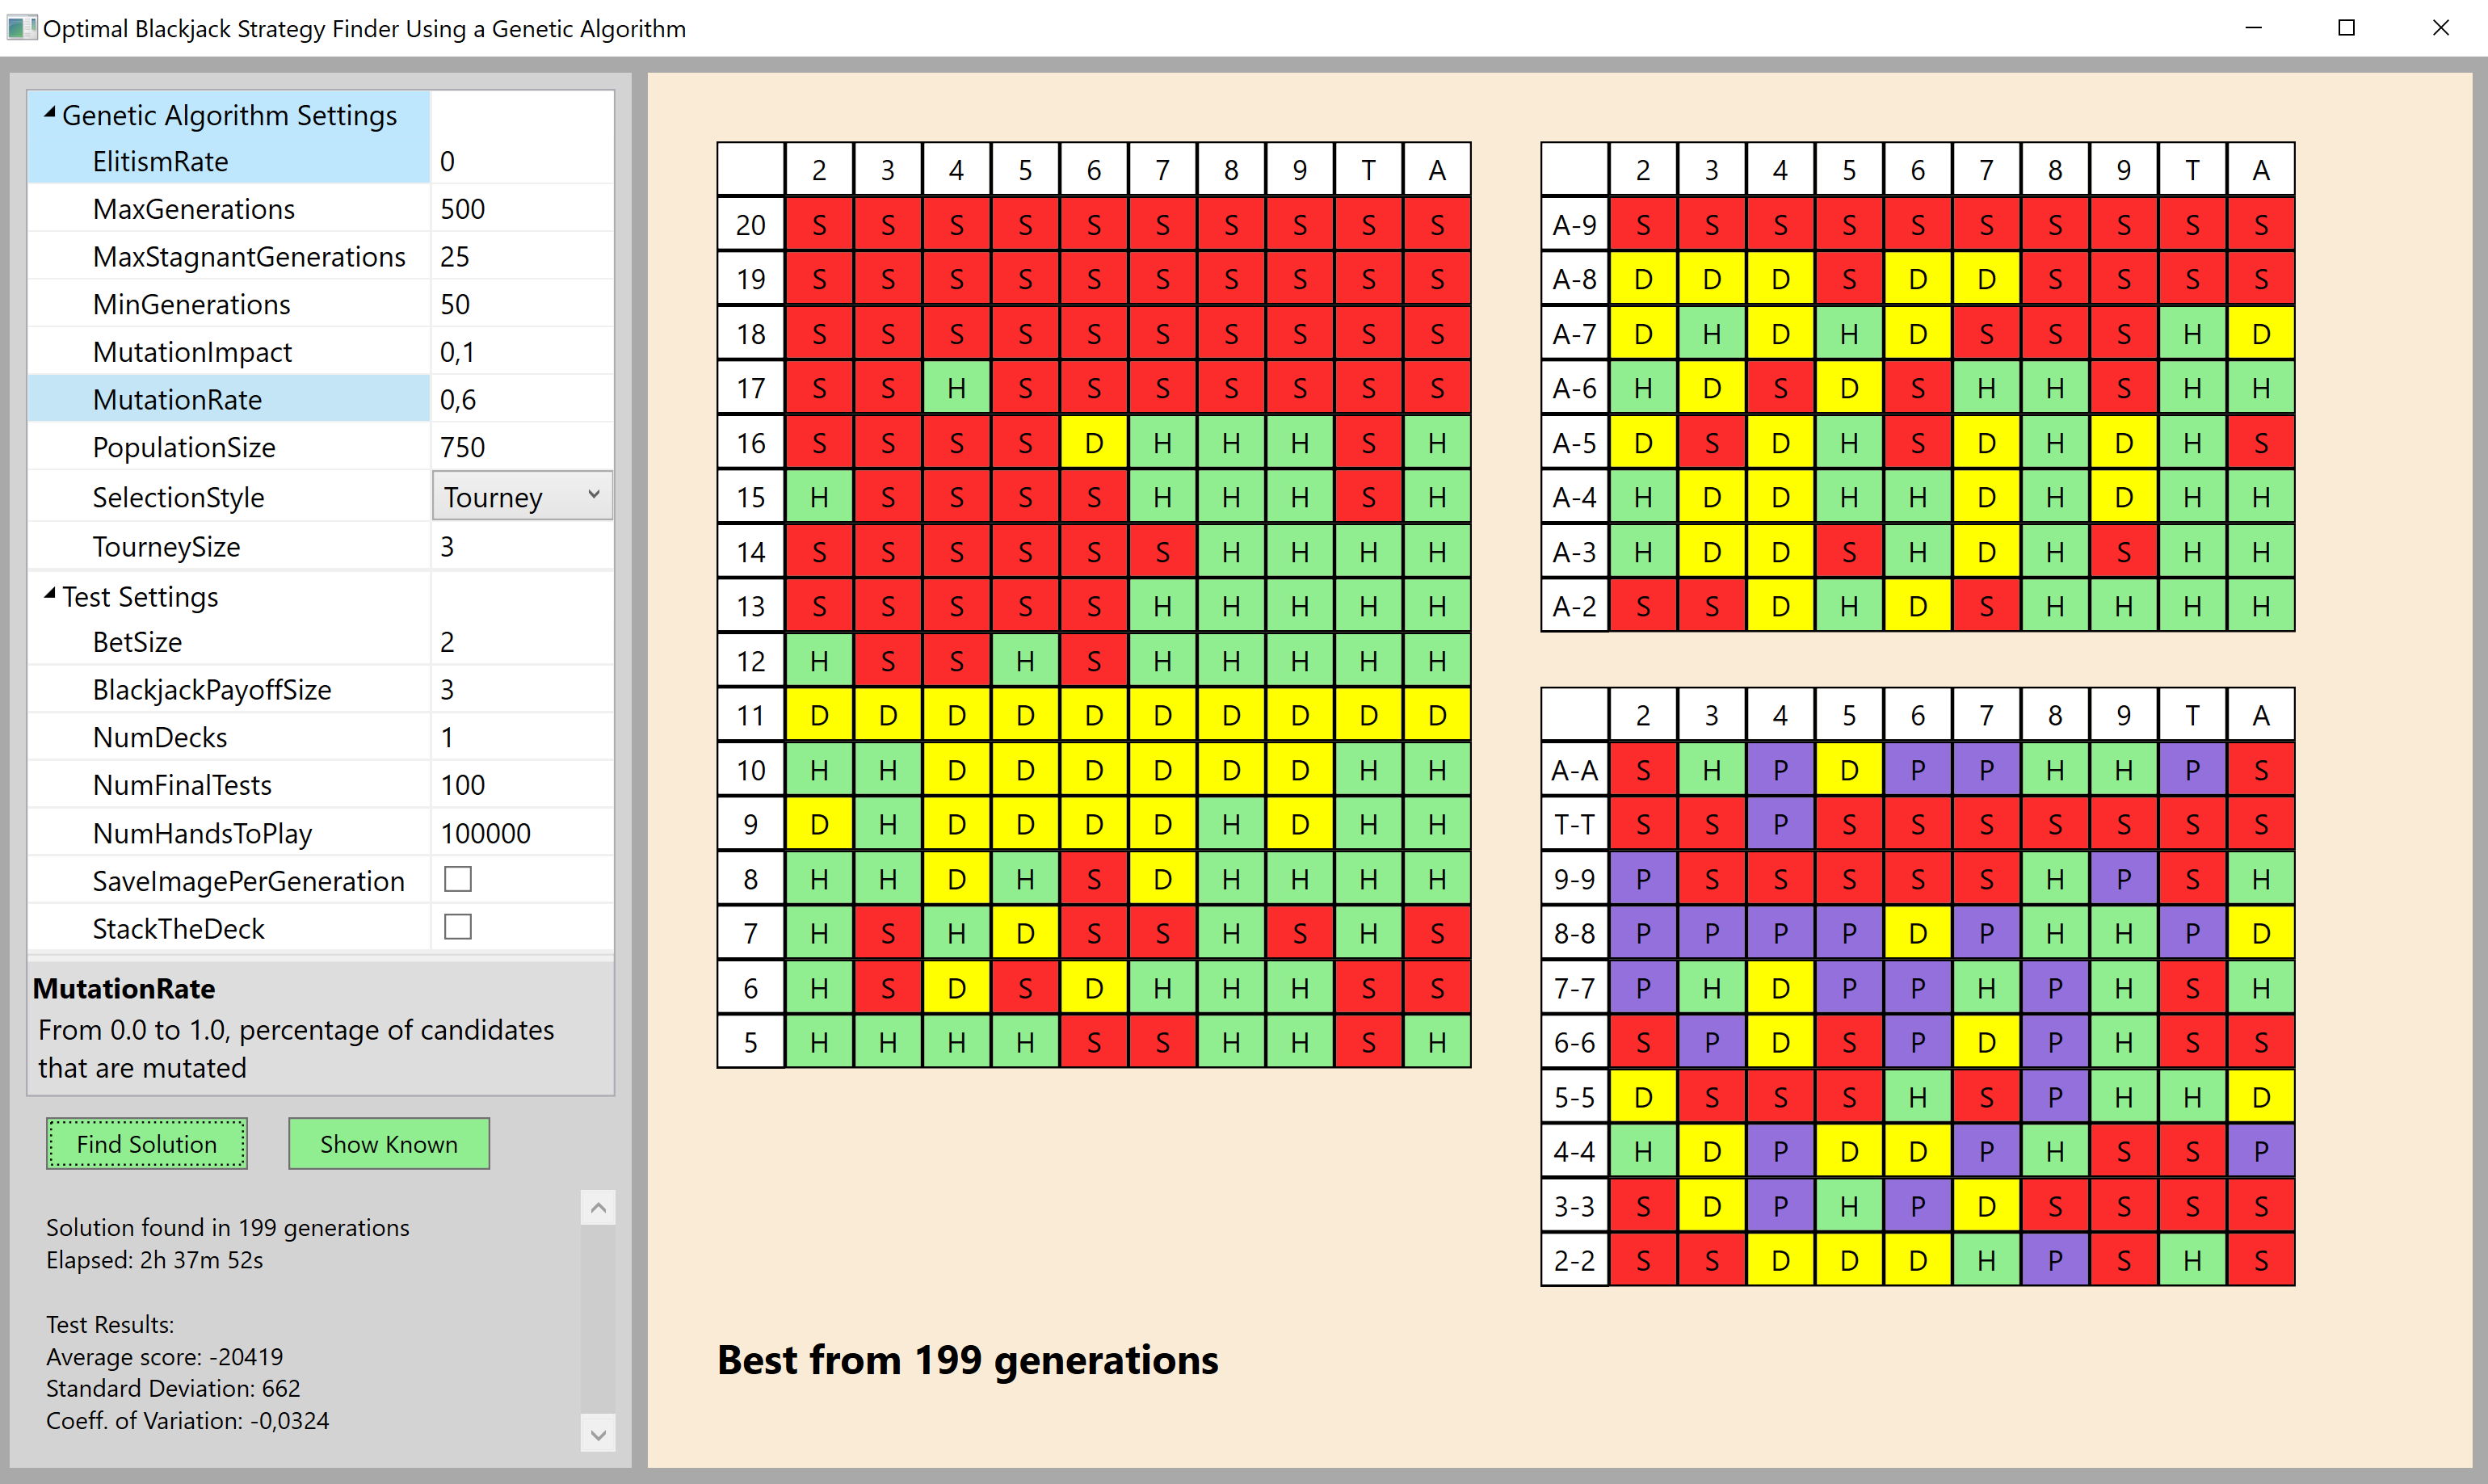 Optimal Blackjack Strategy Finder Using a Genetic Algorithm
Genetic Algorithm Settings
ElitismRate 0
MaxGenerations 500
MaxStagnantGenerations 25
MinGenerations 50
MutationImpact 0,1
MutationRate 0,6
PopulationSize 750
SelectionStyle Tourney
TourneySize 3
Test Settings
BetSize 2
BlackjackPayoffSize 3
NumDecks 1
NumFinalTests 100
NumHandsToPlay 100000
SaveImagePerGeneration
StackTheDeck
MutationRate
From 0.0 to 1.0, percentage of candidates
that are mutated
Find Solution Show Known
Solution found in 199 generations
Elapsed: 2h 37m 52s
Test Results:
Average score: -20419
Standard Deviation: 662
Coeff. of Variation: -0,0324
2 3 4 5 6 7 8 9 T A
20 S S S S S S S S S S
19 S S S S S S S S S S
18 S S S S S S S S S S
17 S S H S S S S S S S
16 S S S S D H H H S H
15 H S S S S H H H S H
14 S S S S S S H H H H
13 S S S S S H H H H H
12 H S S H S H H H H H
11 D D D D D D D D D D
10 H H D D D D D D H H
9 D H D D D D H D H H
8 H H D H S D H H H H
7 H S H D S S H S H S
6 H S D S D H H H S S
5 H H H H S S H H S H
2 3 4 5 6 7 8 9 T A
A-9 S S S S S S S S S S
A-8 D D D S D D S S S S
A-7 D H D H D S S S H D
A-6 H D S D S H H S H H
A-5 D S D H S D H D H S
A-4 H D D H H D H D H H
A-3 H D D S H D H S H H
A-2 S S D H D S H H H H
2 3 4 5 6 7 8 9 T A
A-A S H P D P P H H P S
T-T S S P S S S S S S S
9-9 P S S S S S H P S H
8-8 P P P P D P H H P D
7-7 P H D P P H P H S H
6-6 S P D S P D P H S S
5-5 D S S S H S P H H D
4-4 H D P D D P H S S P
3-3 S D P H P D S S S S
2-2 S S D D D H P S H S
Best from 199 generations